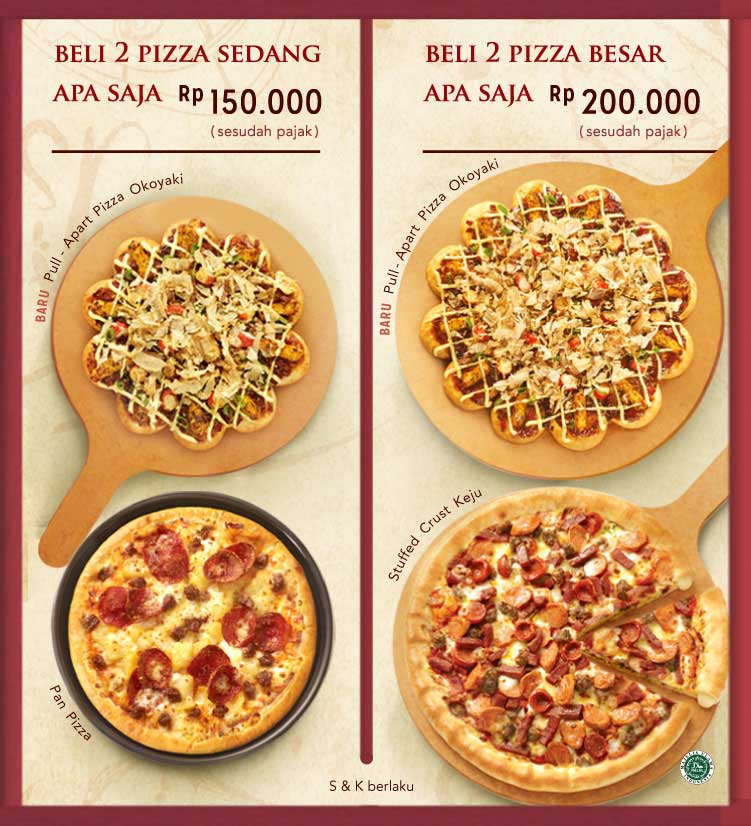 BELI 2 PIZZA SEDANG
APA SAJA Rp 150.000
(sesudah pajak)
BARU Pull-Apart Pizza Okoyaki
Pan Pizza
BELI 2 PIZZA BESAR
APA SAJA Rp 200.000
(sesudah pajak)
BARU Pull-Apart Pizza Okoyaki
Stuffed Crust Keju
S & K berlaku